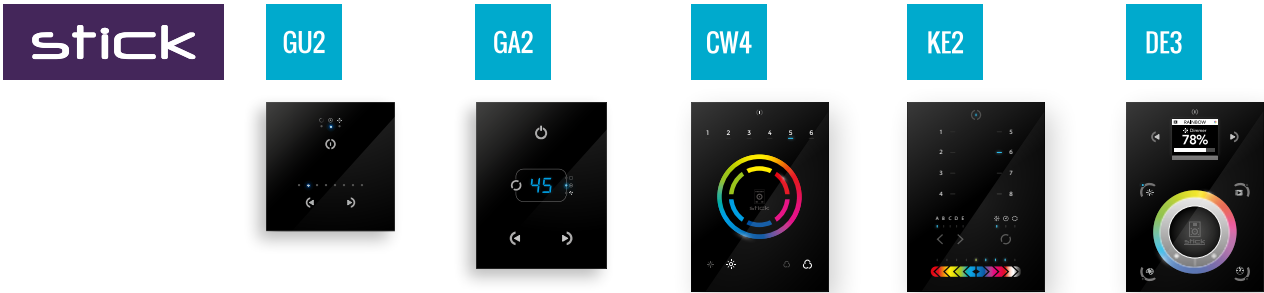 stick
GU2
GA2
CW4
KE2
DE3
45
1 2 3 4 5 6
stick
1 5
2 6
3 7
4 8
A B C D E
RAINBOW
Dimmer
78%
stick